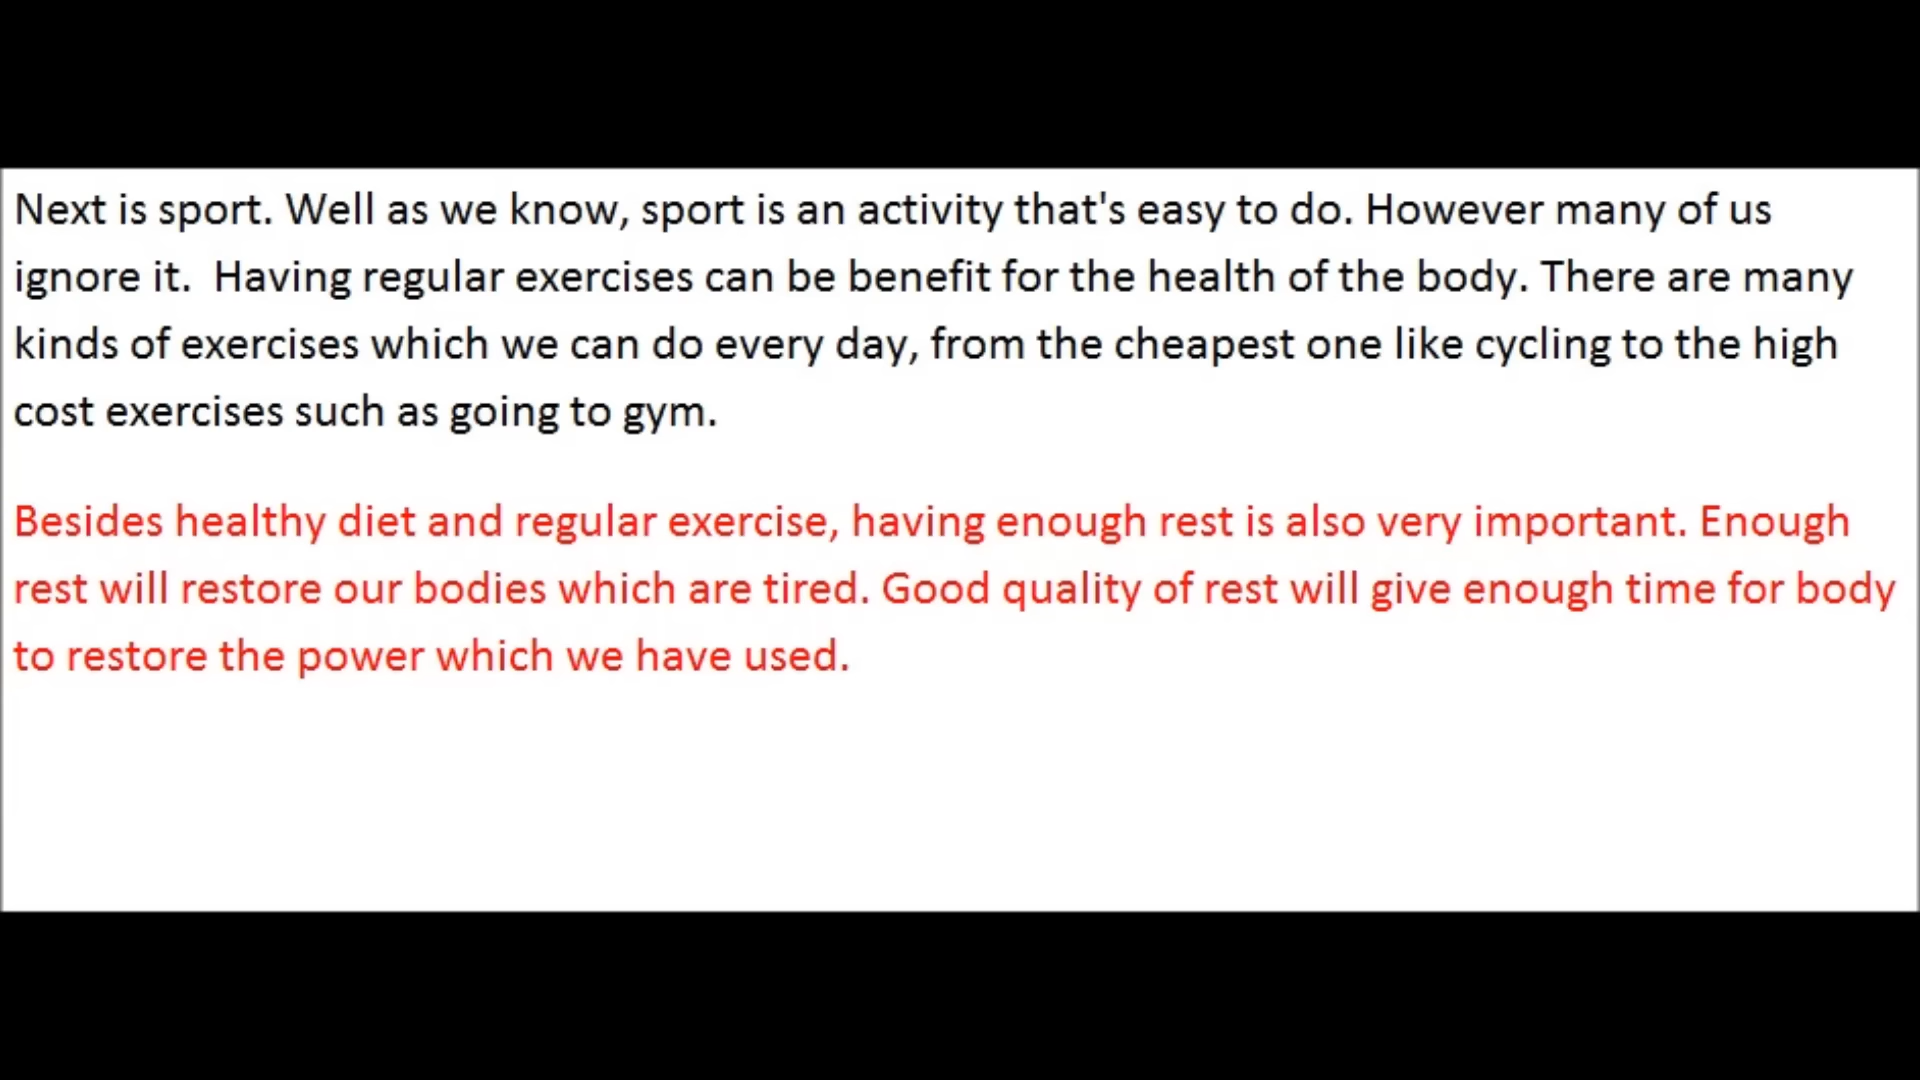 Next is sport. Well as we know, sport is an activity that's easy to do. However many of us
ignore it.  Having regular exercises can be benefit for the health of the body. There are many
kinds of exercises which we can do every day, from the cheapest one like cycling to the high
cost exercises such as going to gym.
Besides healthy diet and regular exercise, having enough rest is also very important. Enough
rest will restore our bodies which are tired. Good quality of rest will give enough time for body
to restore the power which we have used.